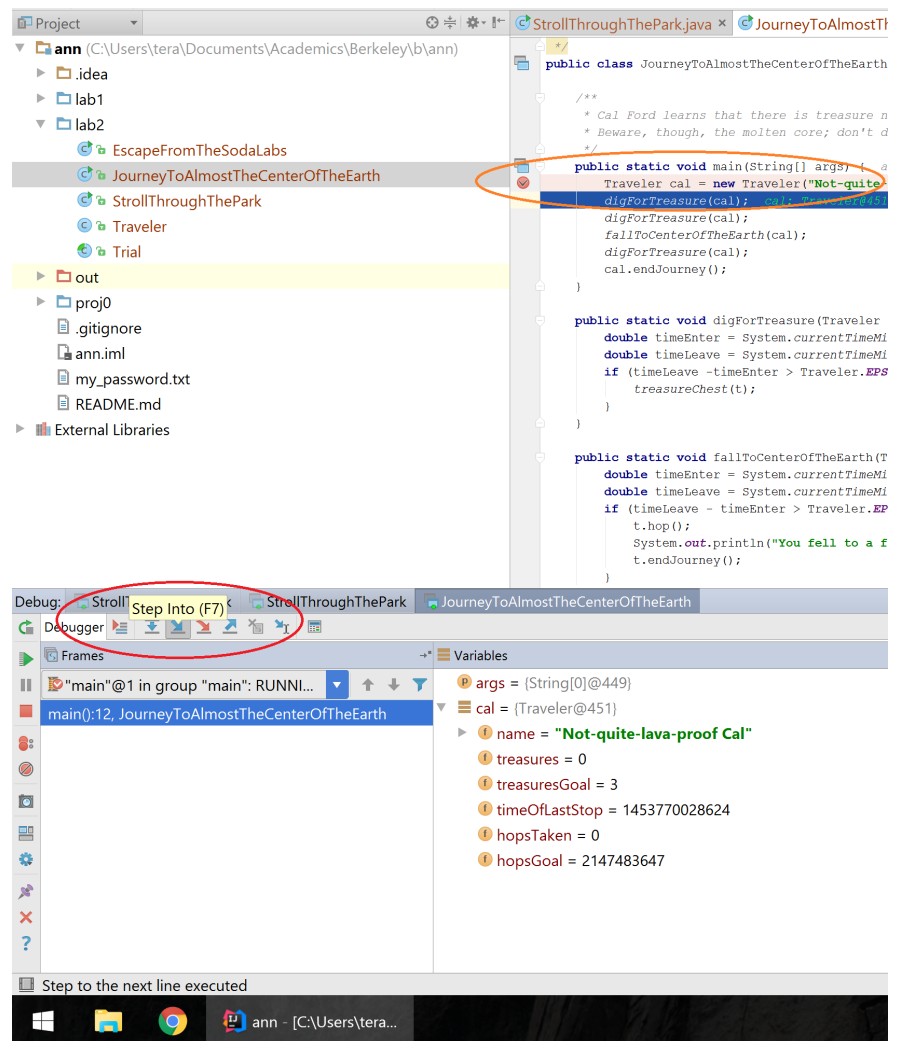 Project
StrollThroughThePark.java ×
JourneyToAlmostTh
ann (C:\Users\tera\Documents\Academics\Berkeley\b\ann)
.idea
lab1
lab2
EscapeFromTheSodaLabs
JourneyToAlmostTheCenterOfTheEarth
StrollThroughThePark
Traveler
Trial
out
proj0
.gitignore
ann.iml
my_password.txt
README.md
External Libraries
*/
public class JourneyToAlmostTheCenterOfTheEarth
/**
* Cal Ford learns that there is treasure n
* Beware, though, the molten core; don't d
*/
public static void main(String[] args) { a
Traveler cal = new Traveler("Not-quite-
digForTreasure(cal); cal: Traveler@451
digForTreasure(cal);
fallToCenterOfTheEarth(cal);
digForTreasure(cal);
cal.endJourney();
}
public static void digForTreasure(Traveler
double timeEnter = System.currentTimeMi
double timeLeave = System.currentTimeMi
if (timeLeave -timeEnter > Traveler.EPS
treasureChest(t);
}
}
public static void fallToCenterOfTheEarth(T
double timeEnter = System.currentTimeMi
double timeLeave = System.currentTimeMi
if (timeLeave - timeEnter > Traveler.EP
t.hop();
System.out.println("You fell to a f
t.endJourney();
}
Debug: StrollT k StrollThroughThePark JourneyToAlmostTheCenterOfTheEarth
Step Into (F7)
Debugger
Frames
Variables
"main"@1 in group "main": RUNNI...
main():12, JourneyToAlmostTheCenterOfTheEarth
args = {String[0]@449}
cal = {Traveler@451}
name = "Not-quite-lava-proof Cal"
treasures = 0
treasuresGoal = 3
timeOfLastStop = 1453770028624
hopsTaken = 0
hopsGoal = 2147483647
Step to the next line executed
ann - [C:\Users\tera...